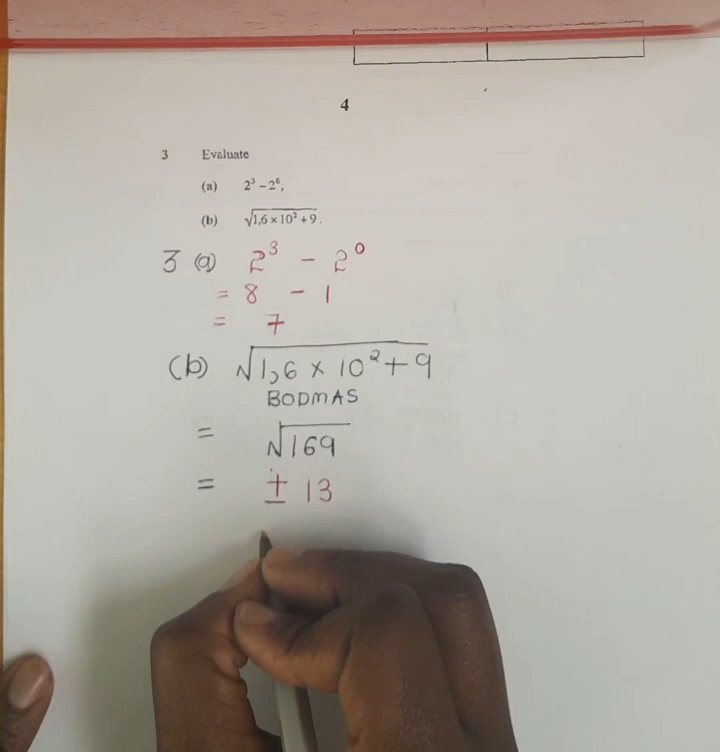 4
3 Evaluate
(a) 2³ – 2⁰,
(b) √1,6 × 10² + 9 .
3 (a) 2³ – 2⁰
= 8 – 1
= 7
(b) √1,6 × 10² + 9
BODMAS
= √169
= ± 13